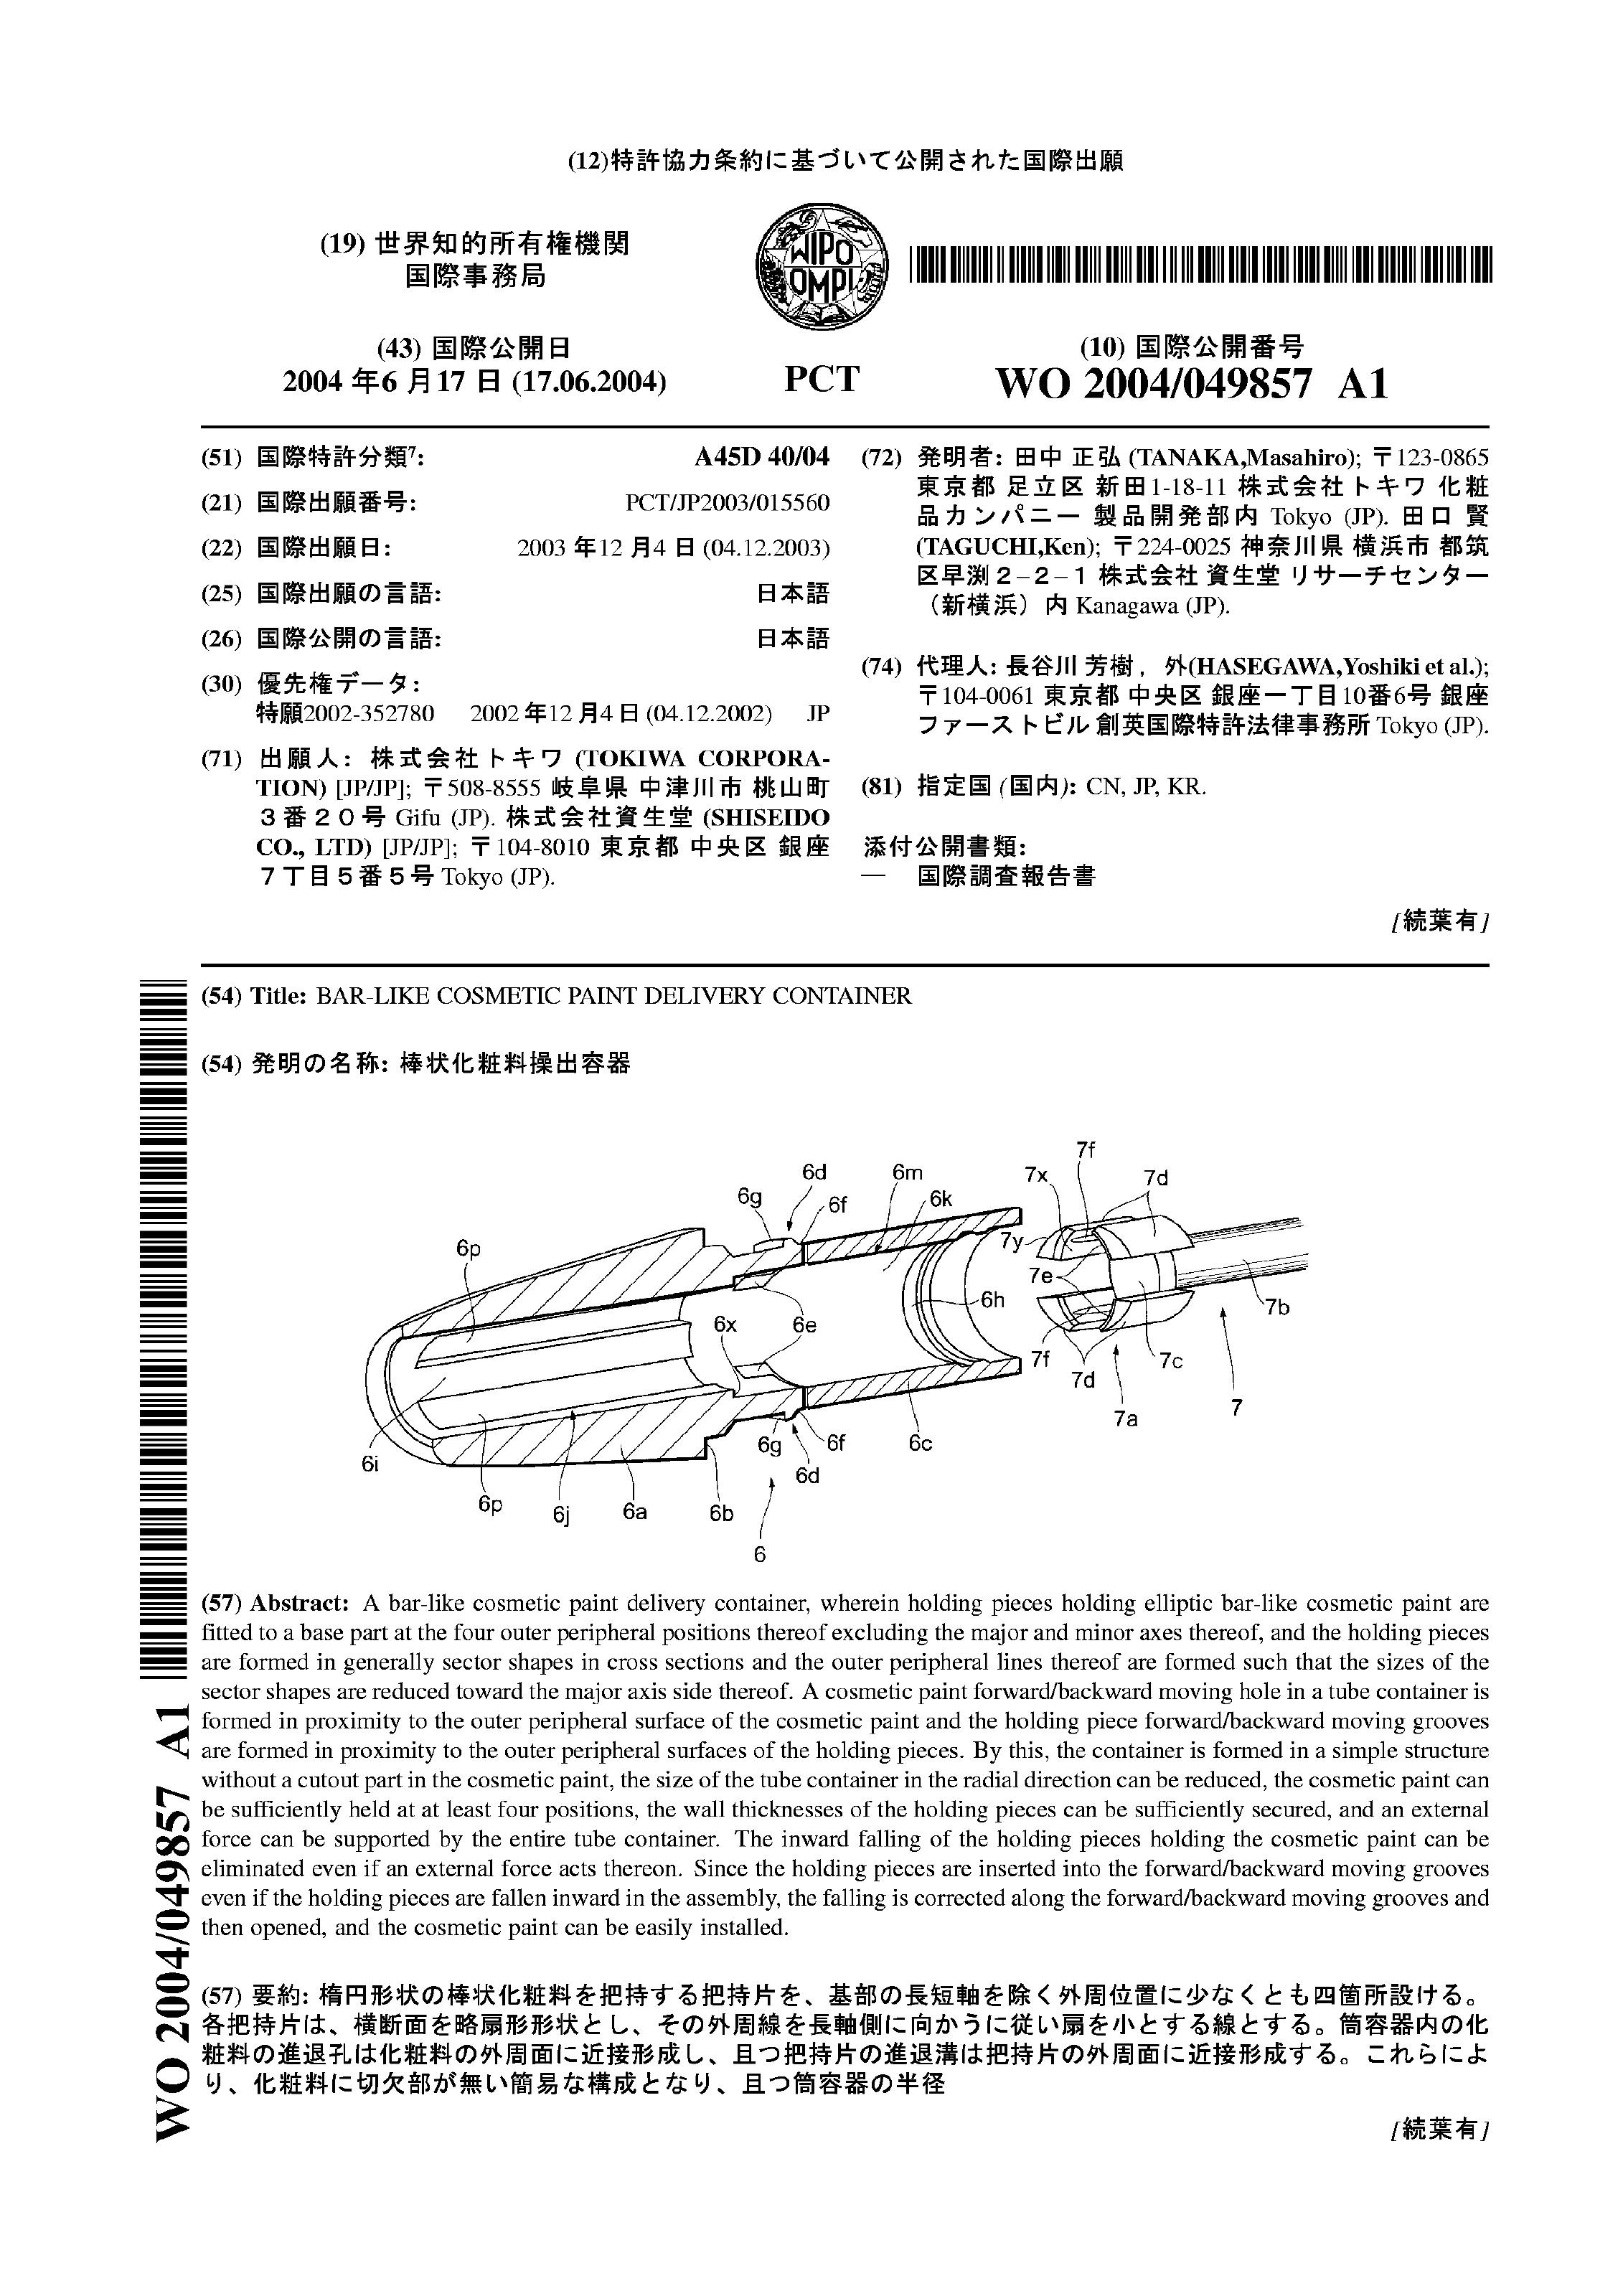 (12)特許協力条約に基づいて公開された国際出願
(19) 世界知的所有権機関
国際事務局
WIPO
OMPI
(43) 国際公開日
2004 年6 月17 日 (17.06.2004)
PCT
(10) 国際公開番号
WO 2004/049857 A1
(51) 国際特許分類7: A45D 40/04
(21) 国際出願番号: PCT/JP2003/015560
(22) 国際出願日: 2003 年12 月4 日 (04.12.2003)
(25) 国際出願の言語: 日本語
(26) 国際公開の言語: 日本語
(30) 優先権データ:
特願2002-352780 2002 年12 月4 日 (04.12.2002) JP
(71) 出願人: 株式会社トキワ (TOKIWA CORPORA-
TION) [JP/JP]; 〒508-8555 岐阜県 中津川市 桃山町
3番20号 Gifu (JP). 株式会社資生堂 (SHISEIDO
CO., LTD) [JP/JP]; 〒104-8010 東京都 中央区 銀座
7丁目5番5号 Tokyo (JP).
(72) 発明者: 田中 正弘 (TANAKA,Masahiro); 〒123-0865
東京都 足立区 新田1-18-11 株式会社トキワ 化粧
品カンパニー 製品開発部内 Tokyo (JP). 田口 賢
(TAGUCHI,Ken); 〒224-0025 神奈川県 横浜市 都筑
区早渕2-2-1 株式会社 資生堂 リサーチセンター
(新横浜) 内 Kanagawa (JP).
(74) 代理人: 長谷川 芳樹, 外(HASEGAWA,Yoshiki et al.);
〒104-0061 東京都 中央区 銀座一丁目10番6号 銀座
ファーストビル 創英国際特許法律事務所 Tokyo (JP).
(81) 指定国 (国内): CN, JP, KR.
添付公開書類:
— 国際調査報告書
[続葉有]
(54) Title: BAR-LIKE COSMETIC PAINT DELIVERY CONTAINER
(54) 発明の名称: 棒状化粧料操出容器
7f
6d 6m 7x 7d
6g 6f 6k
6p 7y
7e
6h 7b
6x 6e
7f 7c
7d
7a 7
6i 6g 6f 6c
6d
6p 6j 6a 6b
6
(57) Abstract: A bar-like cosmetic paint delivery container, wherein holding pieces holding elliptic bar-like cosmetic paint are
fitted to a base part at the four outer peripheral positions thereof excluding the major and minor axes thereof, and the holding pieces
are formed in generally sector shapes in cross sections and the outer peripheral lines thereof are formed such that the sizes of the
sector shapes are reduced toward the major axis side thereof. A cosmetic paint forward/backward moving hole in a tube container is
formed in proximity to the outer peripheral surface of the cosmetic paint and the holding piece forward/backward moving grooves
are formed in proximity to the outer peripheral surfaces of the holding pieces. By this, the container is formed in a simple structure
without a cutout part in the cosmetic paint, the size of the tube container in the radial direction can be reduced, the cosmetic paint can
be sufficiently held at at least four positions, the wall thicknesses of the holding pieces can be sufficiently secured, and an external
force can be supported by the entire tube container. The inward falling of the holding pieces holding the cosmetic paint can be
eliminated even if an external force acts thereon. Since the holding pieces are inserted into the forward/backward moving grooves
even if the holding pieces are fallen inward in the assembly, the falling is corrected along the forward/backward moving grooves and
then opened, and the cosmetic paint can be easily installed.
(57) 要約: 楕円形状の棒状化粧料を把持する把持片を、基部の長短軸を除く外周位置に少なくとも四箇所設ける。
各把持片は、横断面を略扇形形状とし、その外周線を長軸側に向かうに従い扇を小とする線とする。筒容器内の化
粧料の進退孔は化粧料の外周面に近接形成し、且つ把持片の進退溝は把持片の外周面に近接形成する。これらによ
り、化粧料に切欠部が無い簡易な構成となり、且つ筒容器の半径
[続葉有]
WO 2004/049857 A1